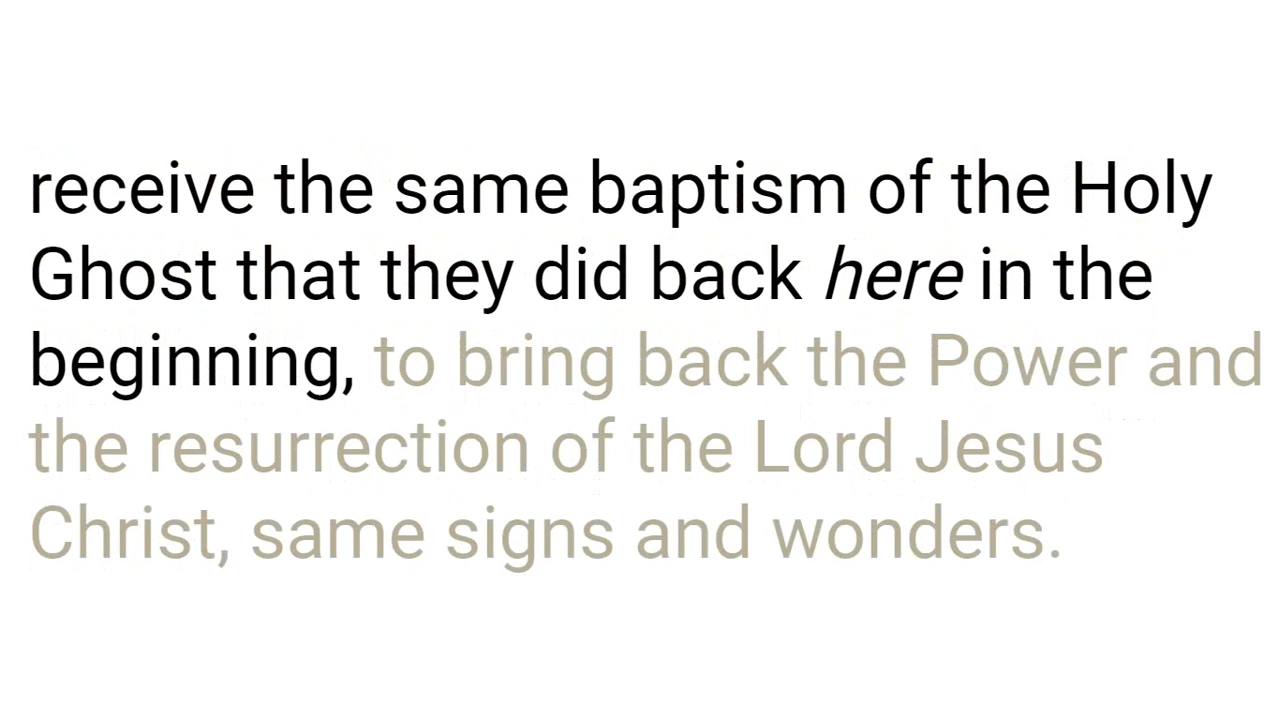 receive the same baptism of the Holy
Ghost that they did back here in the
beginning, to bring back the Power and
the resurrection of the Lord Jesus
Christ, same signs and wonders.